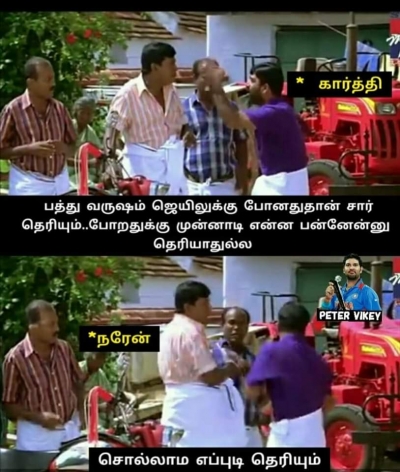 * கார்த்தி
பத்து வருஷம் ஜெயிலுக்கு போனதுதான் சார்
தெரியும்..போறதுக்கு முன்னாடி என்ன பன்னேன்னு
தெரியாதுல்ல
PETER VIKEY
*நரேன்
சொல்லாம எப்புடி தெரியும்